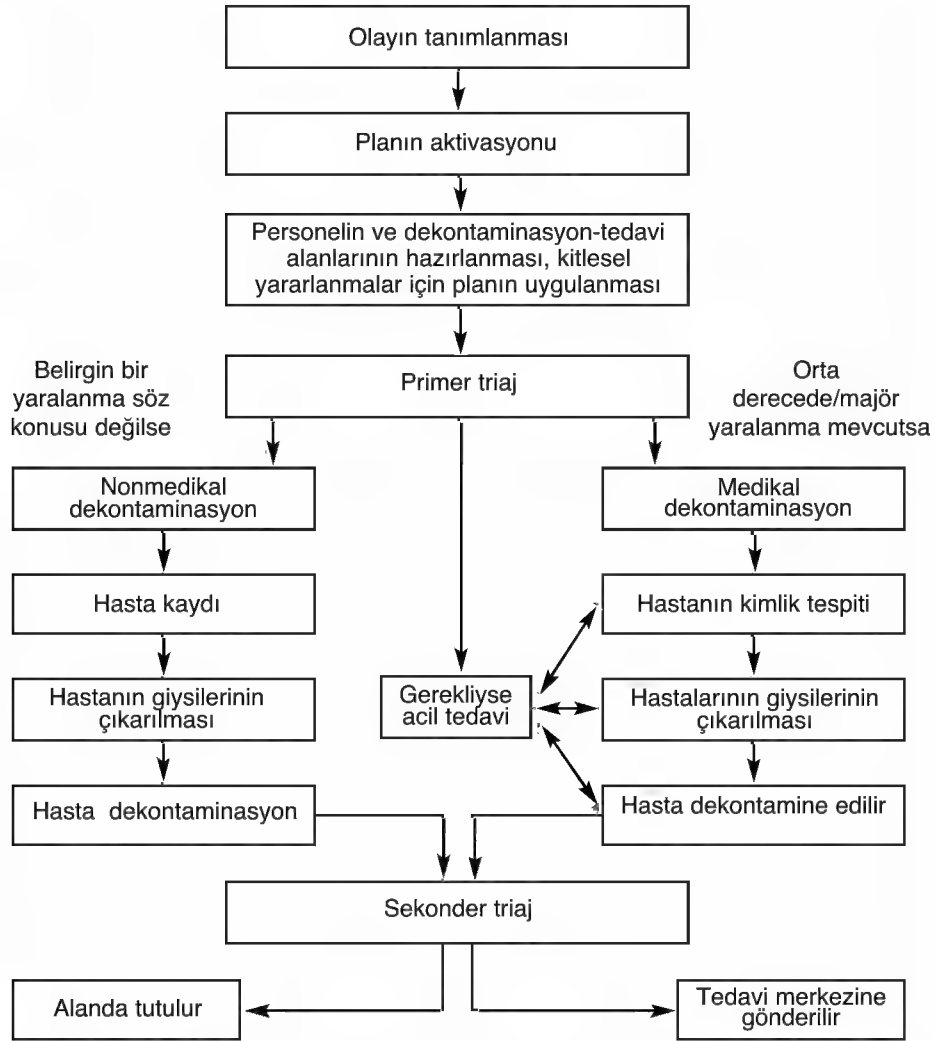 Olayın tanımlanması
Planın aktivasyonu
Personelin ve dekontaminasyon-tedavi
alanlarının hazırlanması, kitlesel
yararlanmalar için planın uygulanması
Belirgin bir
yaralanma söz
konusu değilse
Primer triaj
Orta
derecede/majör
yaralanma mevcutsa
Nonmedikal
dekontaminasyon
Medikal
dekontaminasyon
Hasta kaydı
Hastanın kimlik tespiti
Hastanın giysilerinin
çıkarılması
Gerekliyse
acil tedavi
Hastalarının giysilerinin
çıkarılması
Hasta dekontaminasyon
Hasta dekontamine edilir
Sekonder triaj
Alanda tutulur
Tedavi merkezine
gönderilir